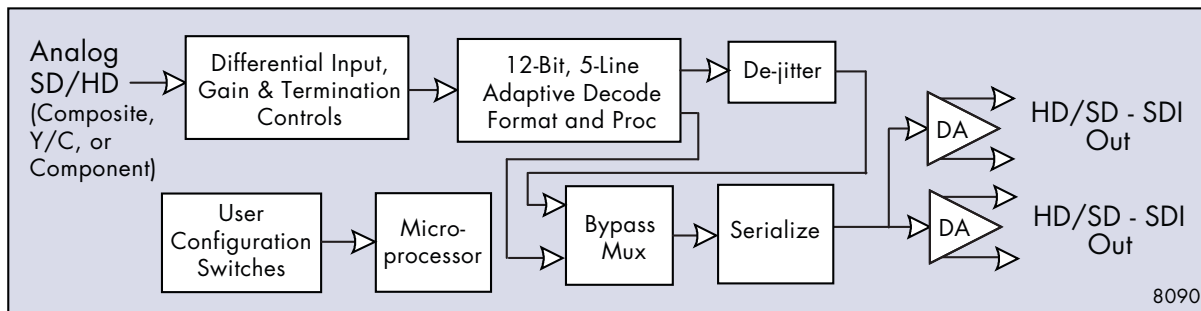 Analog
SD/HD
(Composite,
Y/C, or
Component)
Differential Input,
Gain & Termination
Controls
12-Bit, 5-Line
Adaptive Decode
Format and Proc
De-jitter
User
Configuration
Switches
Micro-
processor
Bypass
Mux
Serialize
DA
HD/SD - SDI
Out
DA
HD/SD - SDI
Out
8090